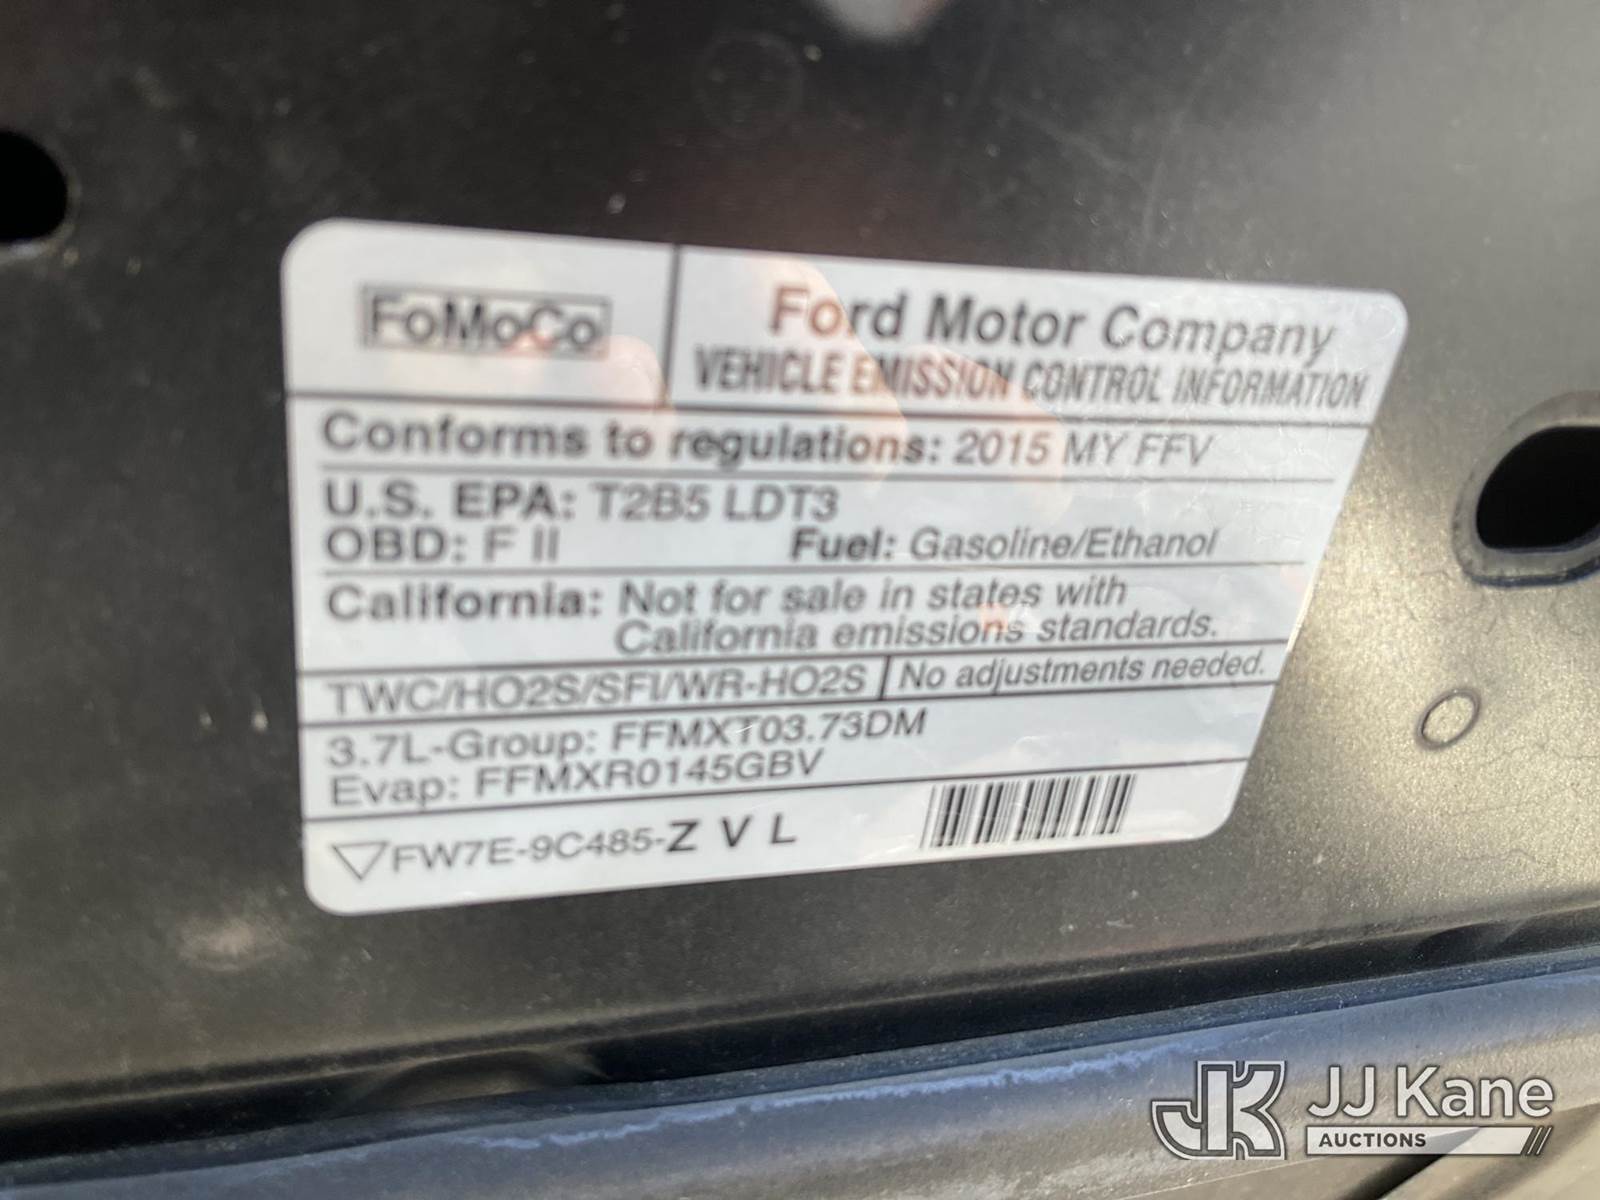 FoMoCo
Ford Motor Company
VEHICLE EMISSION CONTROL INFORMATION
Conforms to regulations: 2015 MY FFV
U.S. EPA: T2B5 LDT3
OBD: F II Fuel: Gasoline/Ethanol
California: Not for sale in states with
California emissions standards.
TWC/HO2S/SFI/WR-HO2S No adjustments needed.
3.7L-Group: FFMXT03.73DM
Evap: FFMXR0145GBV
FW7E-9C485-Z V L
JK JJ Kane
AUCTIONS